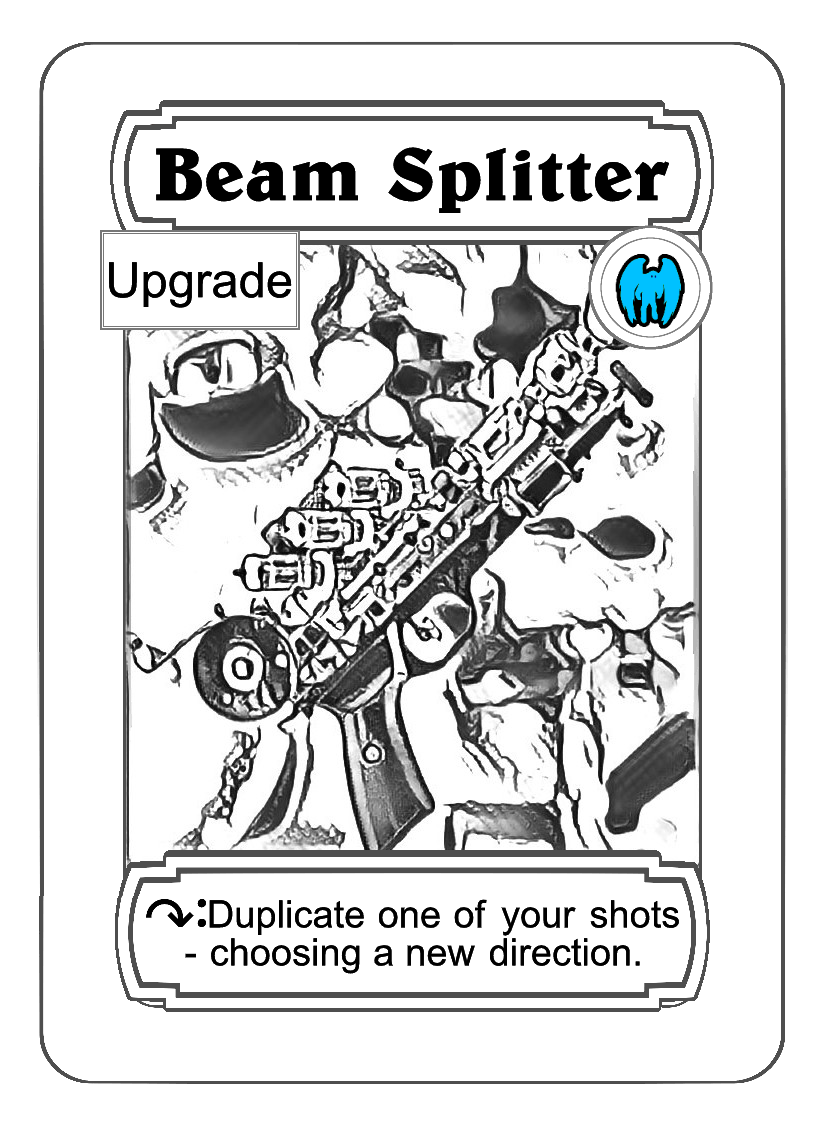 Beam Splitter
Upgrade
↷:Duplicate one of your shots
- choosing a new direction.